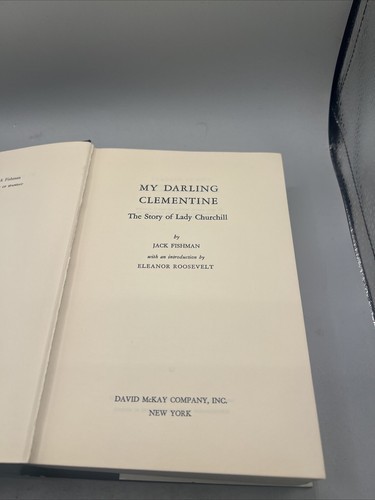 MY DARLING
CLEMENTINE
The Story of Lady Churchill
by
JACK FISHMAN
with an introduction by
ELEANOR ROOSEVELT
DAVID McKAY COMPANY, INC.
NEW YORK